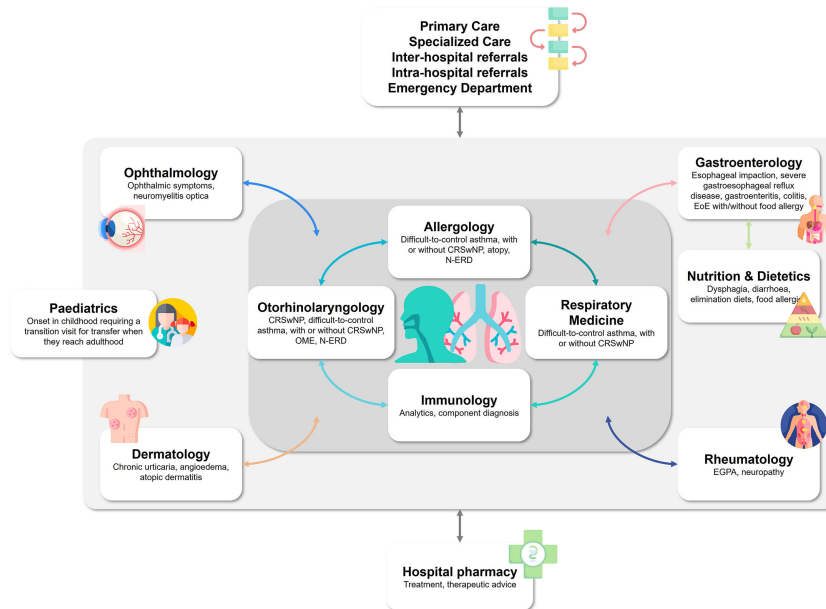 Primary Care
Specialized Care
Inter-hospital referrals
Intra-hospital referrals
Emergency Department
Ophthalmology
Ophthalmic symptoms,
neuromyelitis optica
Gastroenterology
Esophageal impaction, severe
gastroesophageal reflux
disease, gastroenteritis, colitis,
EoE with/without food allergy
Allergology
Difficult-to-control asthma, with
or without CRSwNP, atopy,
N-ERD
Nutrition & Dietetics
Dysphagia, diarrhoea,
elimination diets, food
Paediatrics
Onset in childhood requiring a
transition visit for transfer when
they reach adulthood
Otorhinolaryngology
CRSwNP, difficult-to-control
asthma, with or without CRSwNP,
OME, N-ERD
Respiratory
Medicine
Difficult-to-control asthma, with
or without CRSwNP
Immunology
Analytics, component diagnosis
Dermatology
Chronic urticaria, angioedema,
atopic dermatitis
Rheumatology
EGPA, neuropathy
Hospital pharmacy
Treatment, therapeutic advice